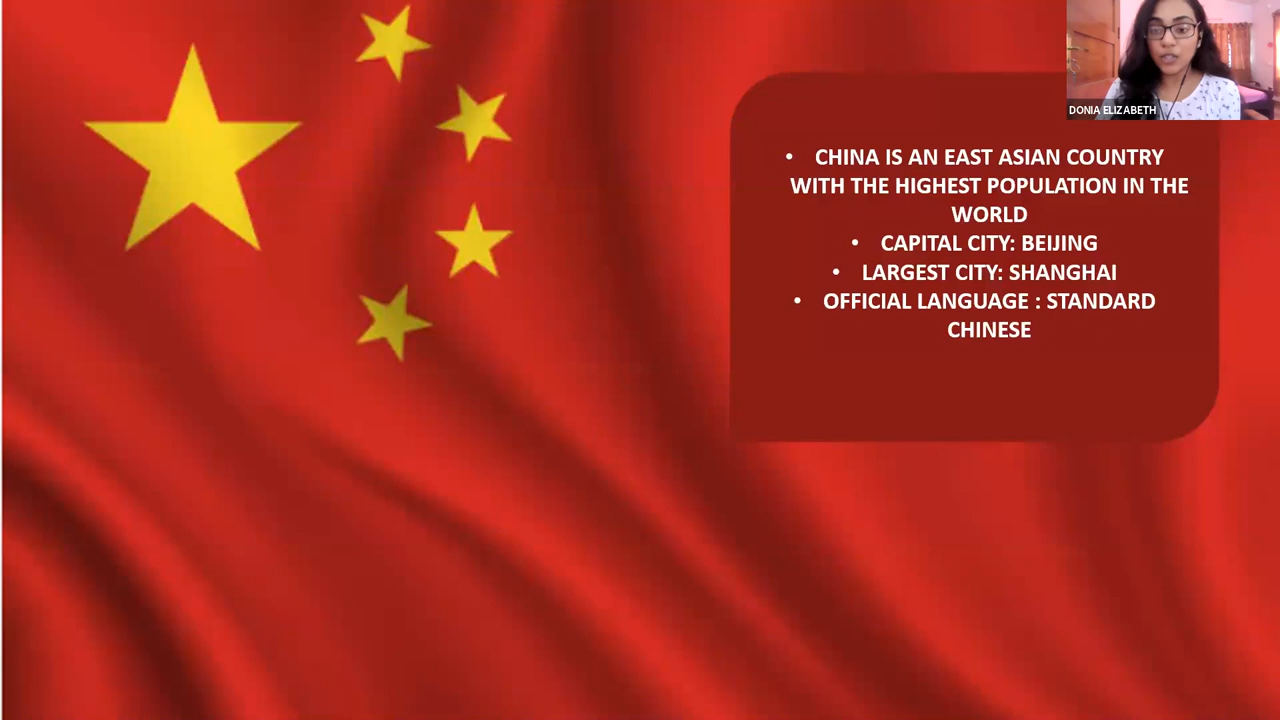 DONIA ELIZABETH
• CHINA IS AN EAST ASIAN COUNTRY
WITH THE HIGHEST POPULATION IN THE
WORLD
• CAPITAL CITY: BEIJING
• LARGEST CITY: SHANGHAI
• OFFICIAL LANGUAGE : STANDARD
CHINESE